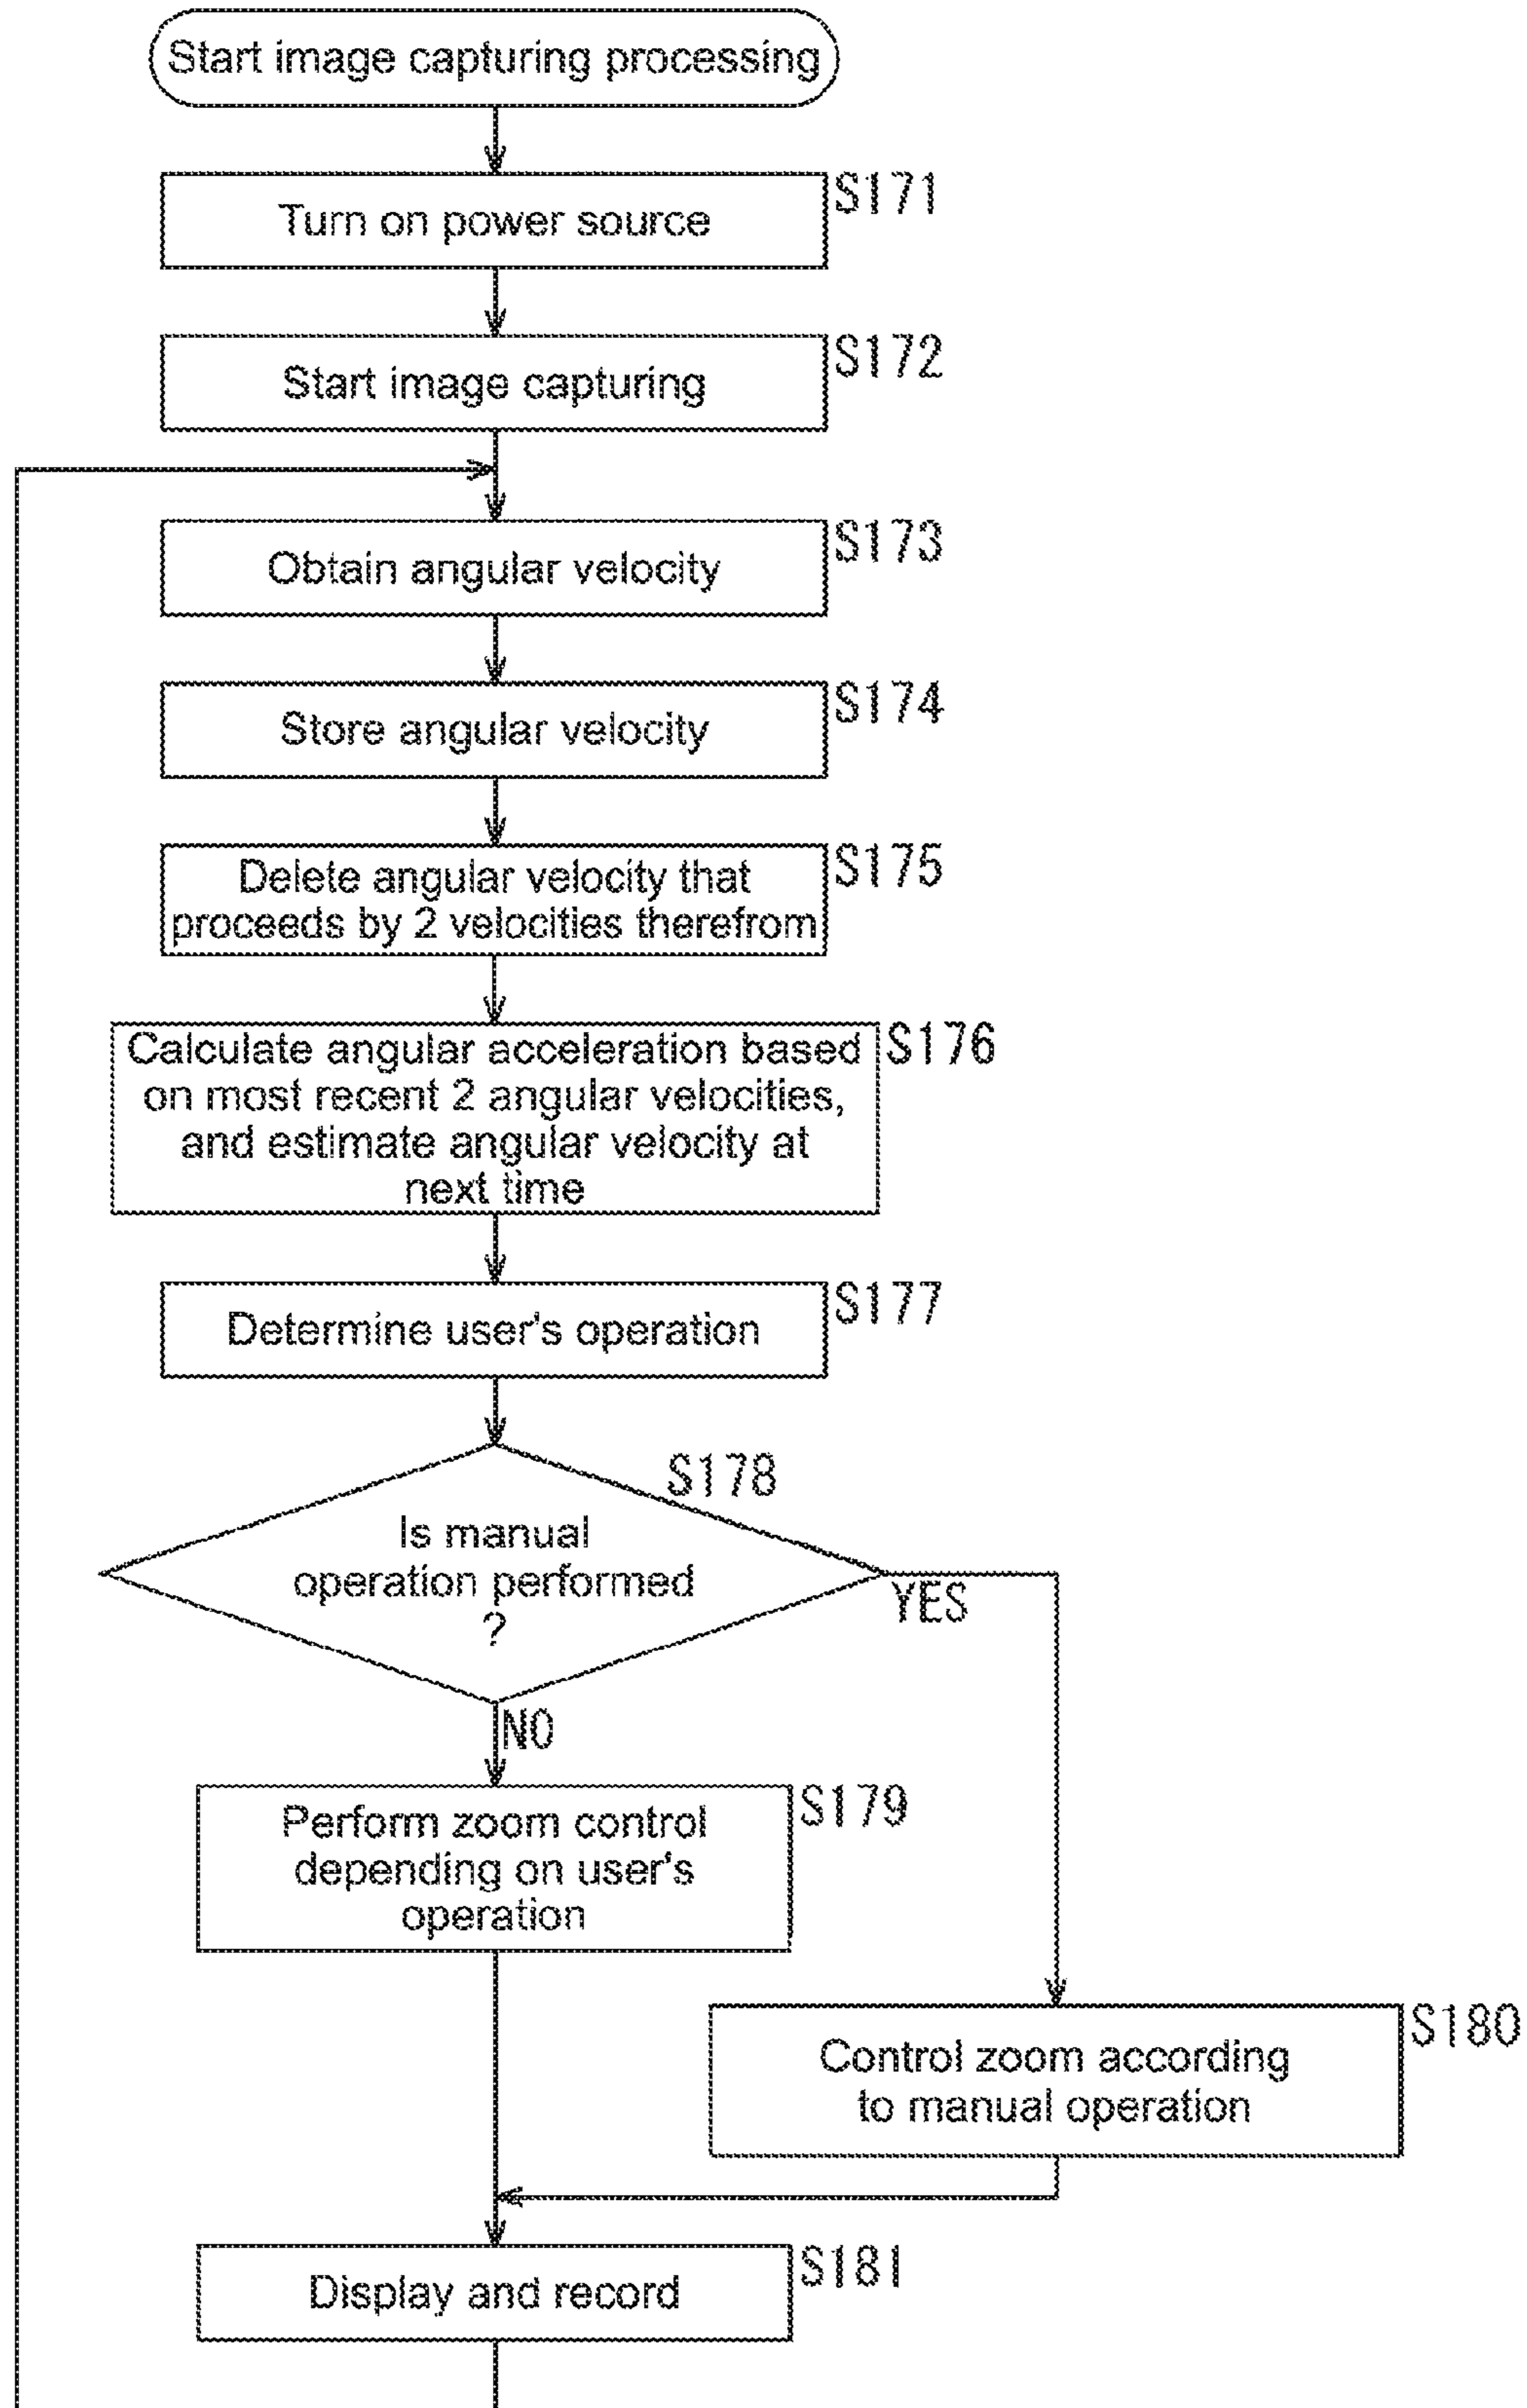 Start image capturing processing
S171
Turn on power source
S172
Start image capturing
S173
Obtain angular velocity
S174
Store angular velocity
S175
Delete angular velocity that
proceeds by 2 velocities therefrom
S176
Calculate angular acceleration based
on most recent 2 angular velocities,
and estimate angular velocity at
next time
S177
Determine user's operation
S178
Is manual
operation performed
?
YES
NO
S179
Perform zoom control
depending on user's
operation
S180
Control zoom according
to manual operation
S181
Display and record